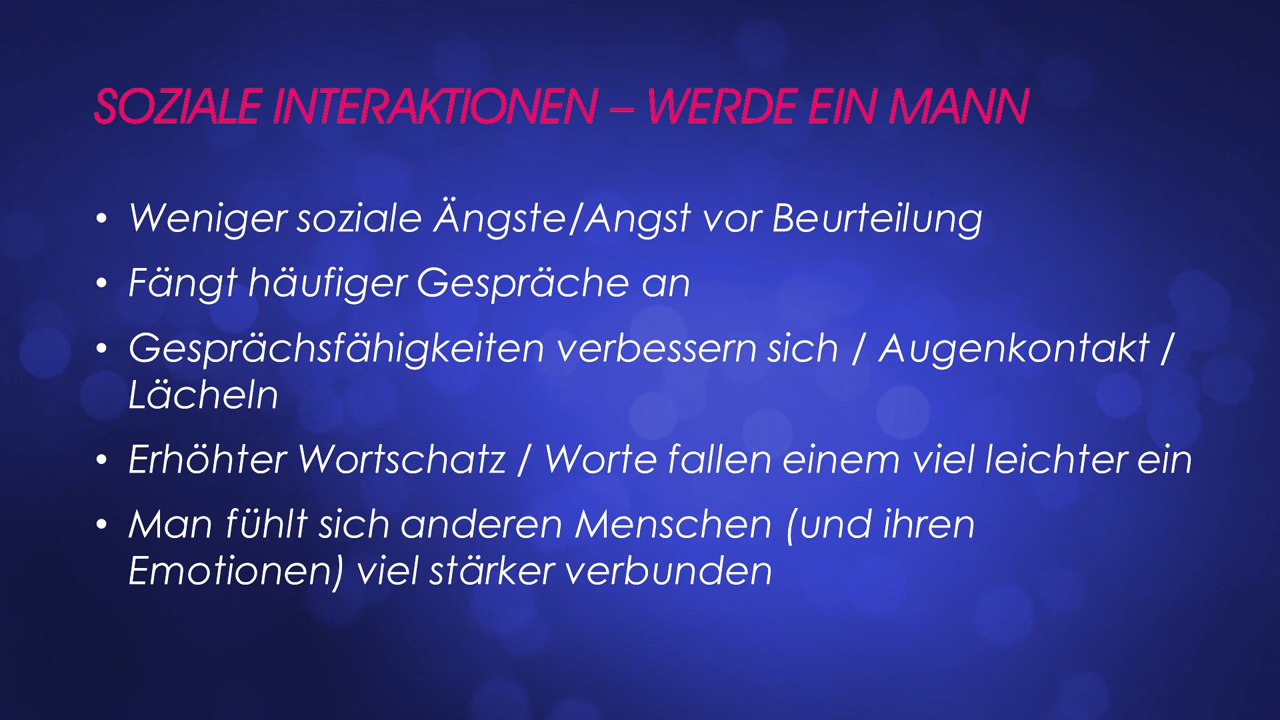 SOZIALE INTERAKTIONEN – WERDE EIN MANN
• Weniger soziale Ängste/Angst vor Beurteilung
• Fängt häufiger Gespräche an
• Gesprächsfähigkeiten verbessern sich / Augenkontakt /
Lächeln
• Erhöhter Wortschatz / Worte fallen einem viel leichter ein
• Man fühlt sich anderen Menschen (und ihren
Emotionen) viel stärker verbunden